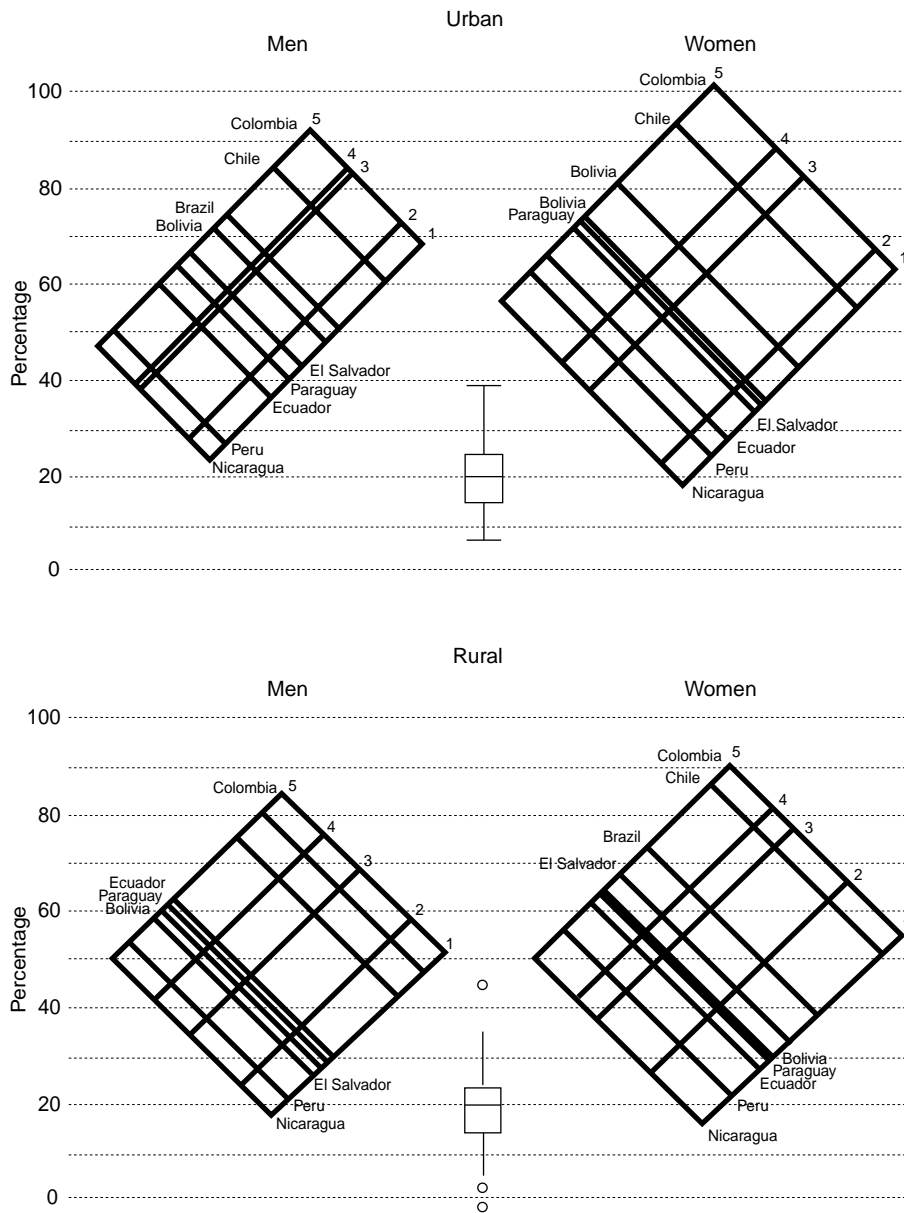 Urban
Men
Women
Percentage
100
80
60
40
20
0
Colombia
5
Chile
4
3
Brazil
Bolivia
2
1
El Salvador
Paraguay
Ecuador
Peru
Nicaragua
Colombia
5
Chile
4
3
Bolivia
Bolivia
Paraguay
2
1
El Salvador
Ecuador
Peru
Nicaragua
Rural
Men
Women
Percentage
100
80
60
40
20
0
Colombia
5
4
3
Ecuador
Paraguay
Bolivia
2
1
El Salvador
Peru
Nicaragua
Colombia
5
Chile
4
3
Brazil
El Salvador
2
Bolivia
Paraguay
Ecuador
Peru
Nicaragua